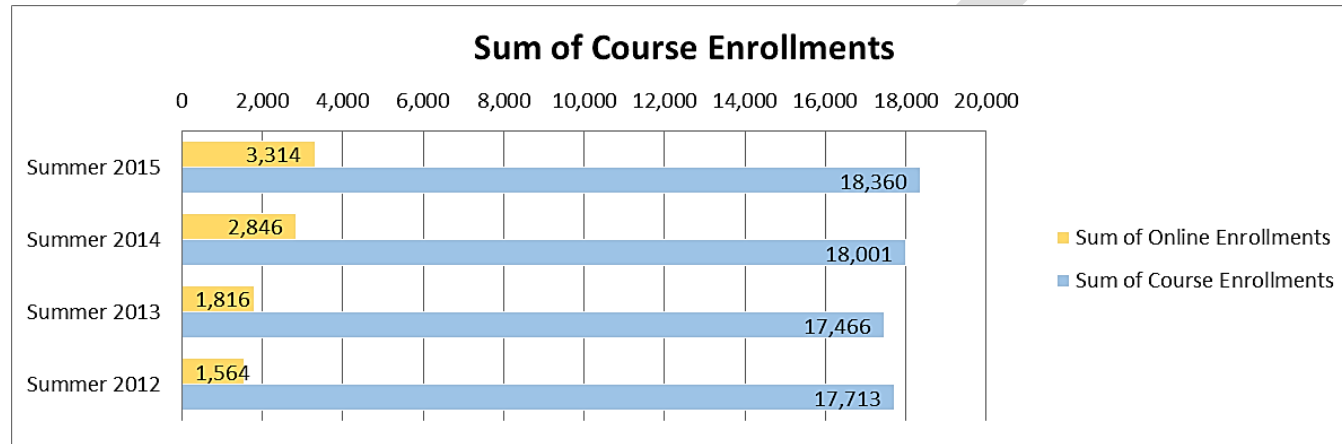 Sum of Course Enrollments
0 2,000 4,000 6,000 8,000 10,000 12,000 14,000 16,000 18,000 20,000
Summer 2015
3,314
18,360
Summer 2014
2,846
18,001
Summer 2013
1,816
17,466
Summer 2012
1,564
17,713
Sum of Online Enrollments
Sum of Course Enrollments